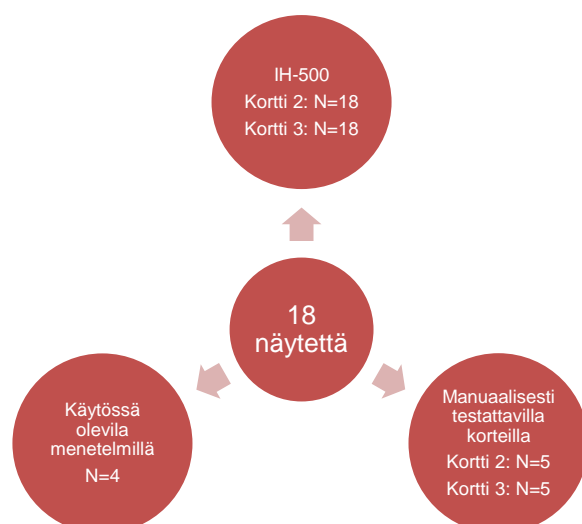 IH-500
Kortti 2: N=18
Kortti 3: N=18
18
näytettä
Käytössä
olevila
menetelmillä
N=4
Manuaalisesti
testattavilla
korteilla
Kortti 2: N=5
Kortti 3: N=5